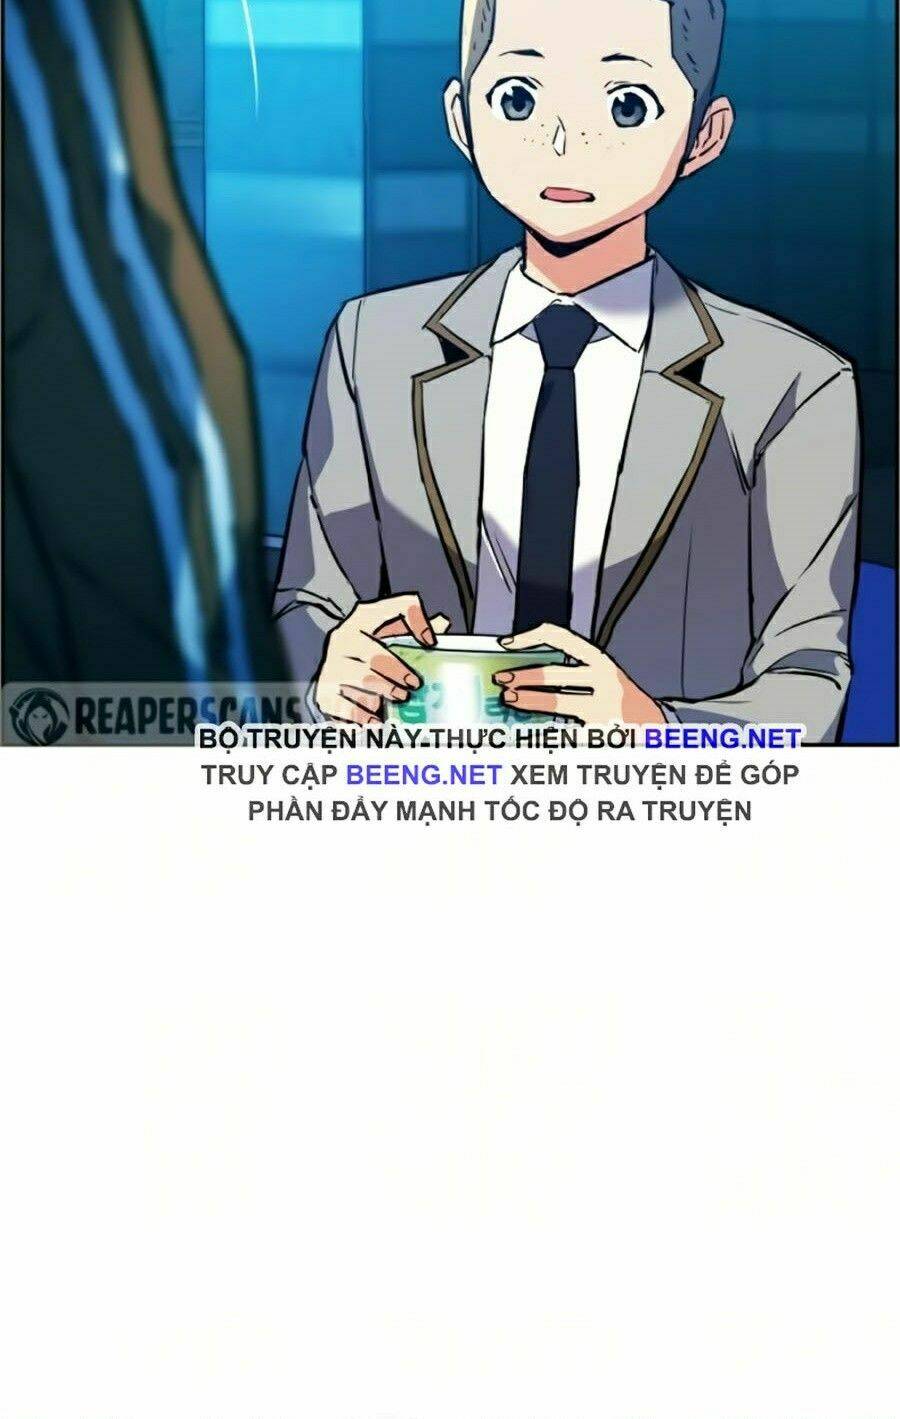 REAPERSCANS
BỘ TRUYỆN NÀY THỰC HIỆN BỞI BEENG.NET
TRUY CẬP BEENG.NET XEM TRUYỆN ĐỂ GÓP
PHẦN ĐẨY MẠNH TỐC ĐỘ RA TRUYỆN